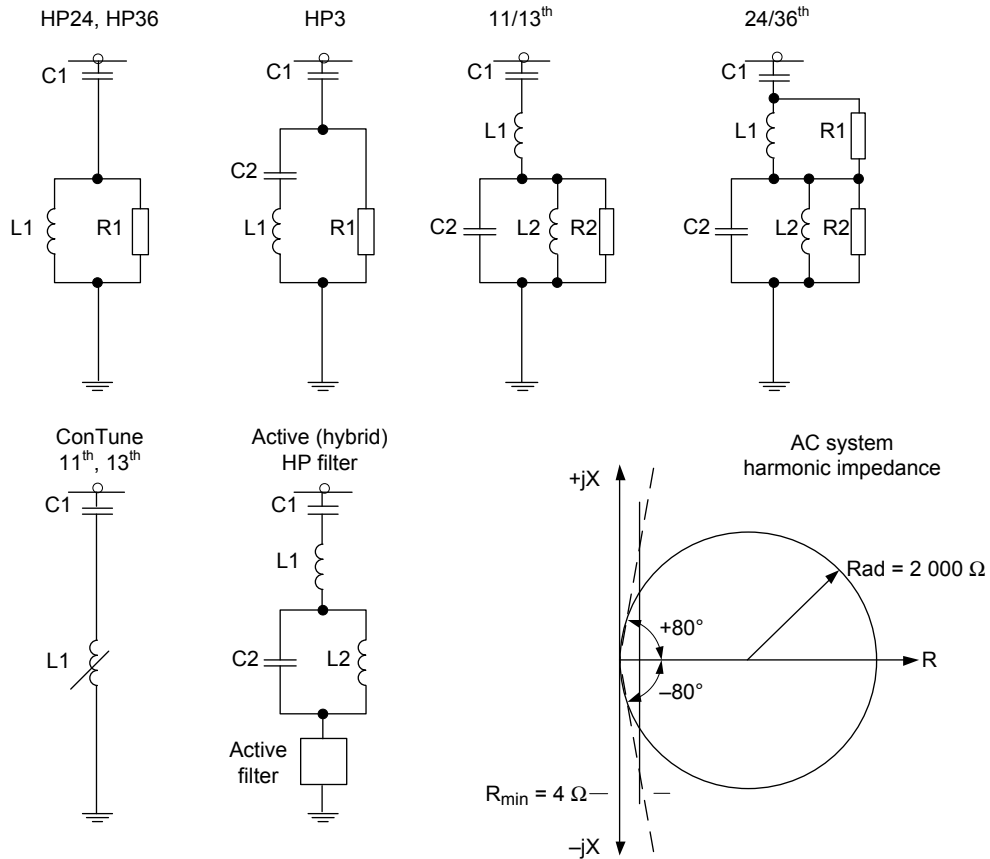 HP24, HP36
C1
L1
R1
HP3
C1
C2
L1
R1
11/13th
C1
L1
C2
L2
R2
24/36th
C1
L1
R1
C2
L2
R2
ConTune
11th, 13th
C1
L1
Active (hybrid)
HP filter
C1
L1
C2
L2
Active
filter
AC system
harmonic impedance
+jX
Rad = 2 000 Ω
+80°
R
–80°
Rmin = 4 Ω
–jX